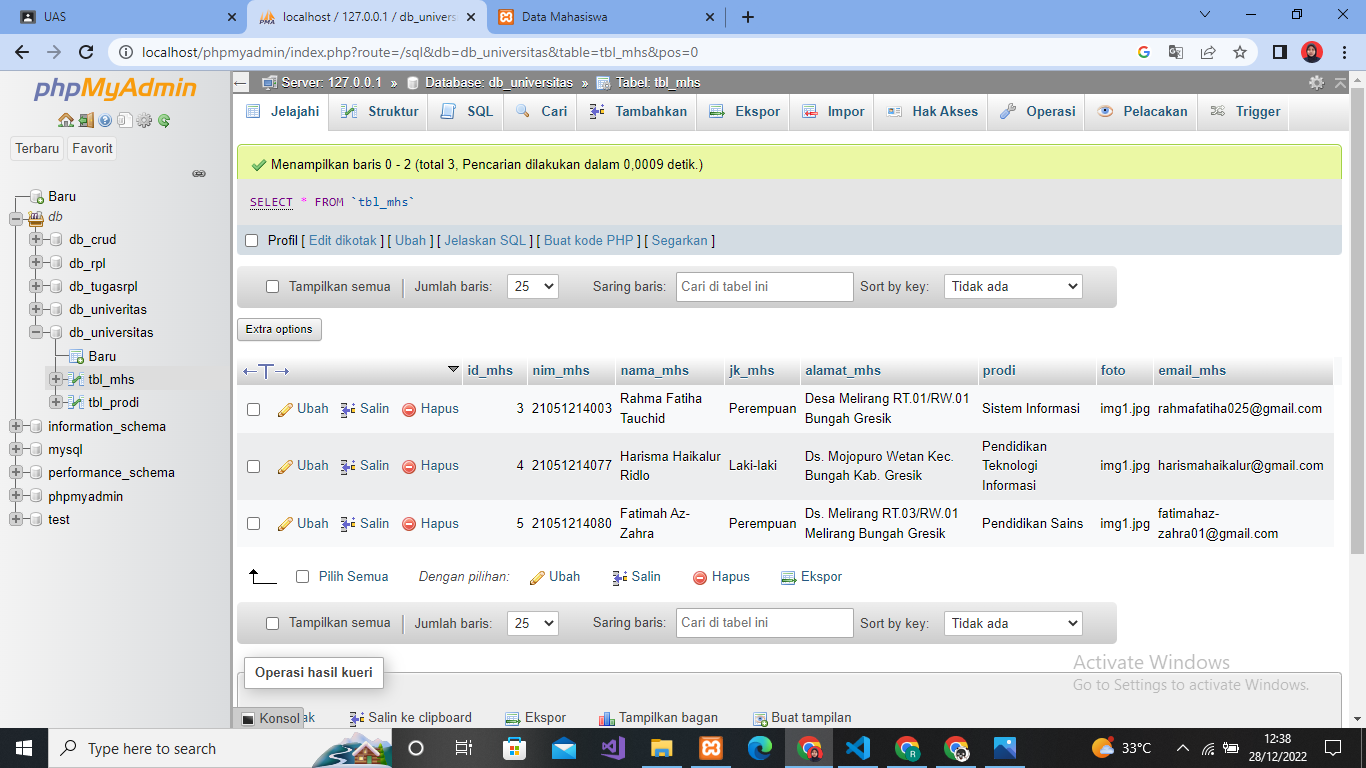 UAS
localhost / 127.0.0.1 / db_univers
Data Mahasiswa
localhost/phpmyadmin/index.php?route=/sql&db=db_universitas&table=tbl_mhs&pos=0
phpMyAdmin
Terbaru Favorit
Baru
db
db_crud
db_rpl
db_tugasrpl
db_univeritas
db_universitas
Baru
tbl_mhs
tbl_prodi
information_schema
mysql
performance_schema
phpmyadmin
test
Server: 127.0.0.1 » Database: db_universitas » Tabel: tbl_mhs
Jelajahi Struktur SQL Cari Tambahkan Ekspor Impor Hak Akses Operasi Pelacakan Trigger
Menampilkan baris 0 - 2 (total 3, Pencarian dilakukan dalam 0,0009 detik.)
SELECT * FROM `tbl_mhs`
Profil [ Edit dikotak ] [ Ubah ] [ Jelaskan SQL ] [ Buat kode PHP ] [ Segarkan ]
Tampilkan semua | Jumlah baris: 25 Saring baris: Cari di tabel ini Sort by key: Tidak ada
Extra options
←T→ id_mhs nim_mhs nama_mhs jk_mhs alamat_mhs prodi foto email_mhs
Ubah Salin Hapus 3 21051214003 Rahma Fatiha Tauchid Perempuan Desa Melirang RT.01/RW.01 Bungah Gresik Sistem Informasi img1.jpg rahmafatiha025@gmail.com
Ubah Salin Hapus 4 21051214077 Harisma Haikalur Ridlo Laki-laki Ds. Mojopuro Wetan Kec. Bungah Kab. Gresik Pendidikan Teknologi Informasi img1.jpg harismahaikalur@gmail.com
Ubah Salin Hapus 5 21051214080 Fatimah Az-Zahra Perempuan Ds. Melirang RT.03/RW.01 Melirang Bungah Gresik Pendidikan Sains img1.jpg fatimahaz-zahra01@gmail.com
Pilih Semua Dengan pilihan: Ubah Salin Hapus Ekspor
Tampilkan semua | Jumlah baris: 25 Saring baris: Cari di tabel ini Sort by key: Tidak ada
Operasi hasil kueri
Konsol ak Salin ke clipboard Ekspor Tampilkan bagan Buat tampilan
Activate Windows
Go to Settings to activate Windows.
Type here to search
33°C
12:38
28/12/2022